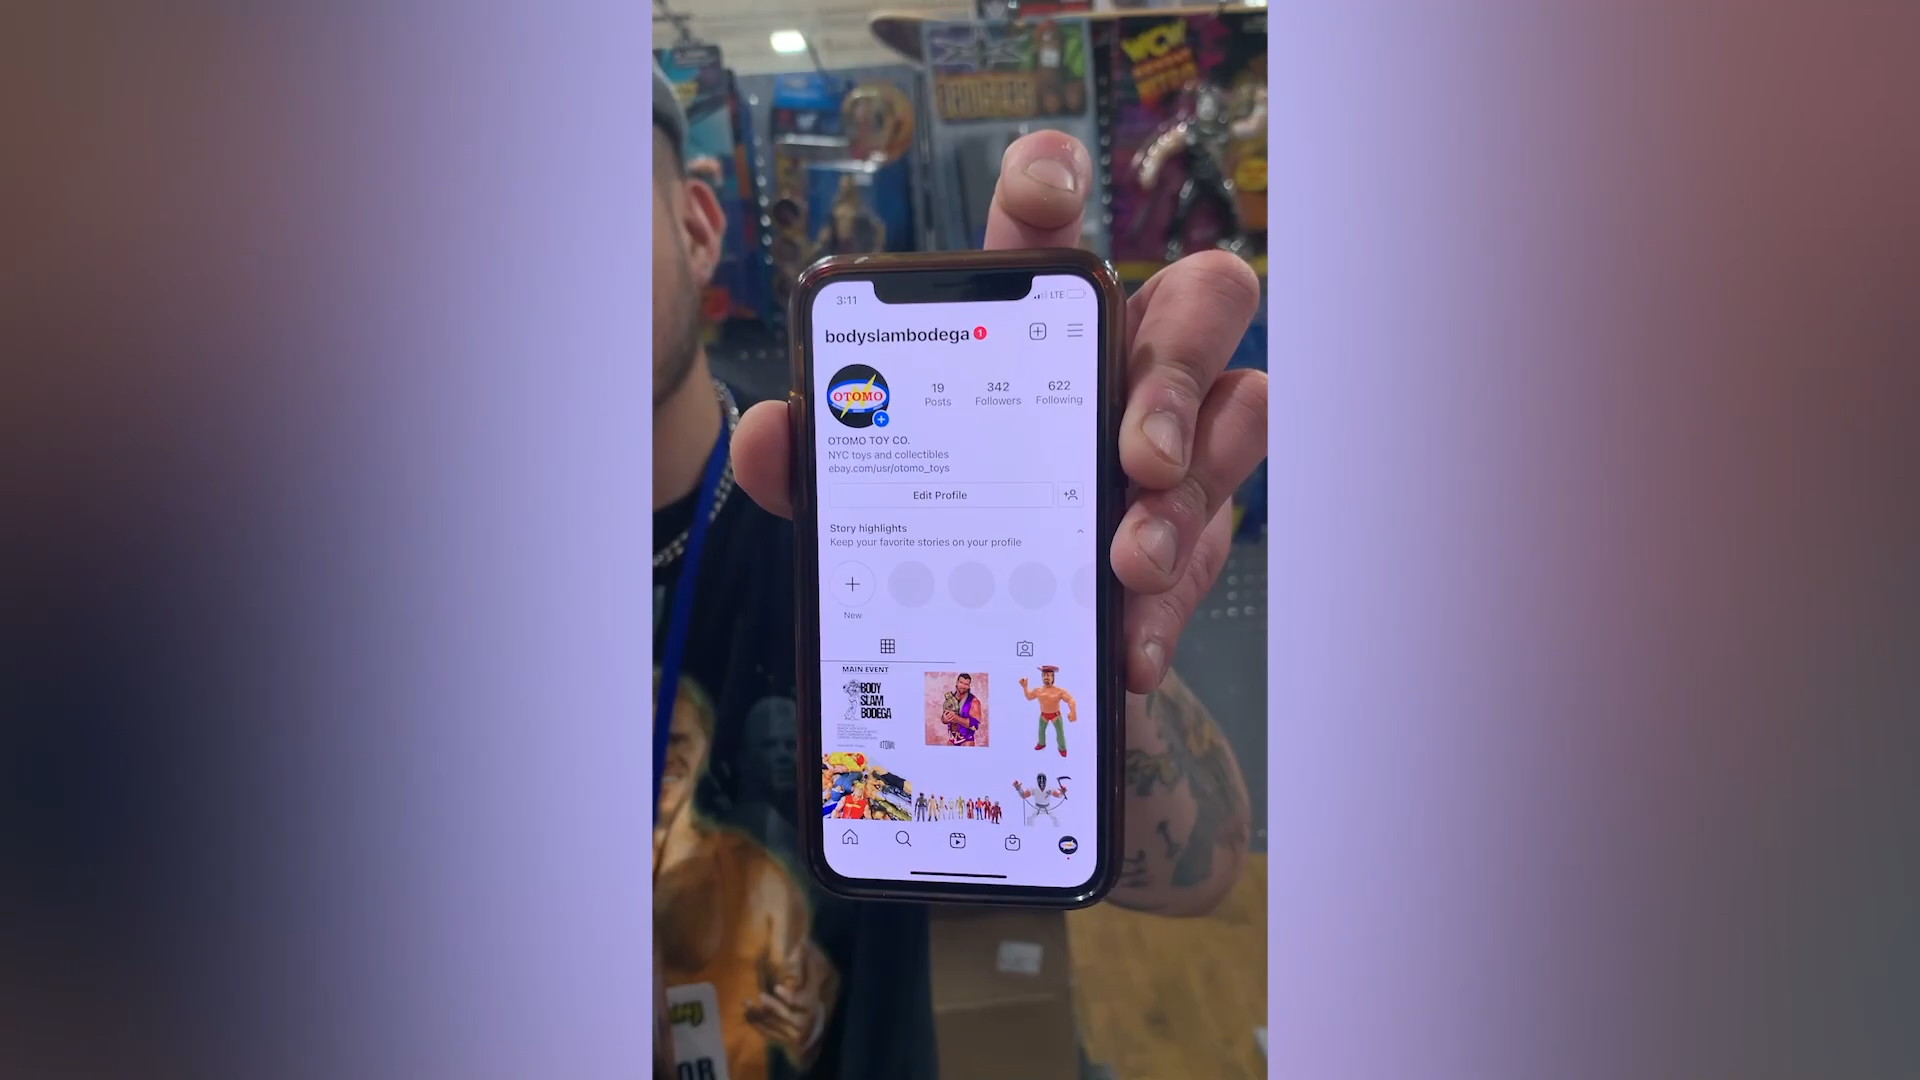 WCW
NITRO
3:11
LTE
bodyslambodega 1
OTOMO
19
Posts
342
Followers
622
Following
OTOMO TOY CO.
NYC toys and collectibles
ebay.com/usr/otomo_toys
Edit Profile
Story highlights
Keep your favorite stories on your profile
New
MAIN EVENT
BODY
SLAM
BODEGA
OR